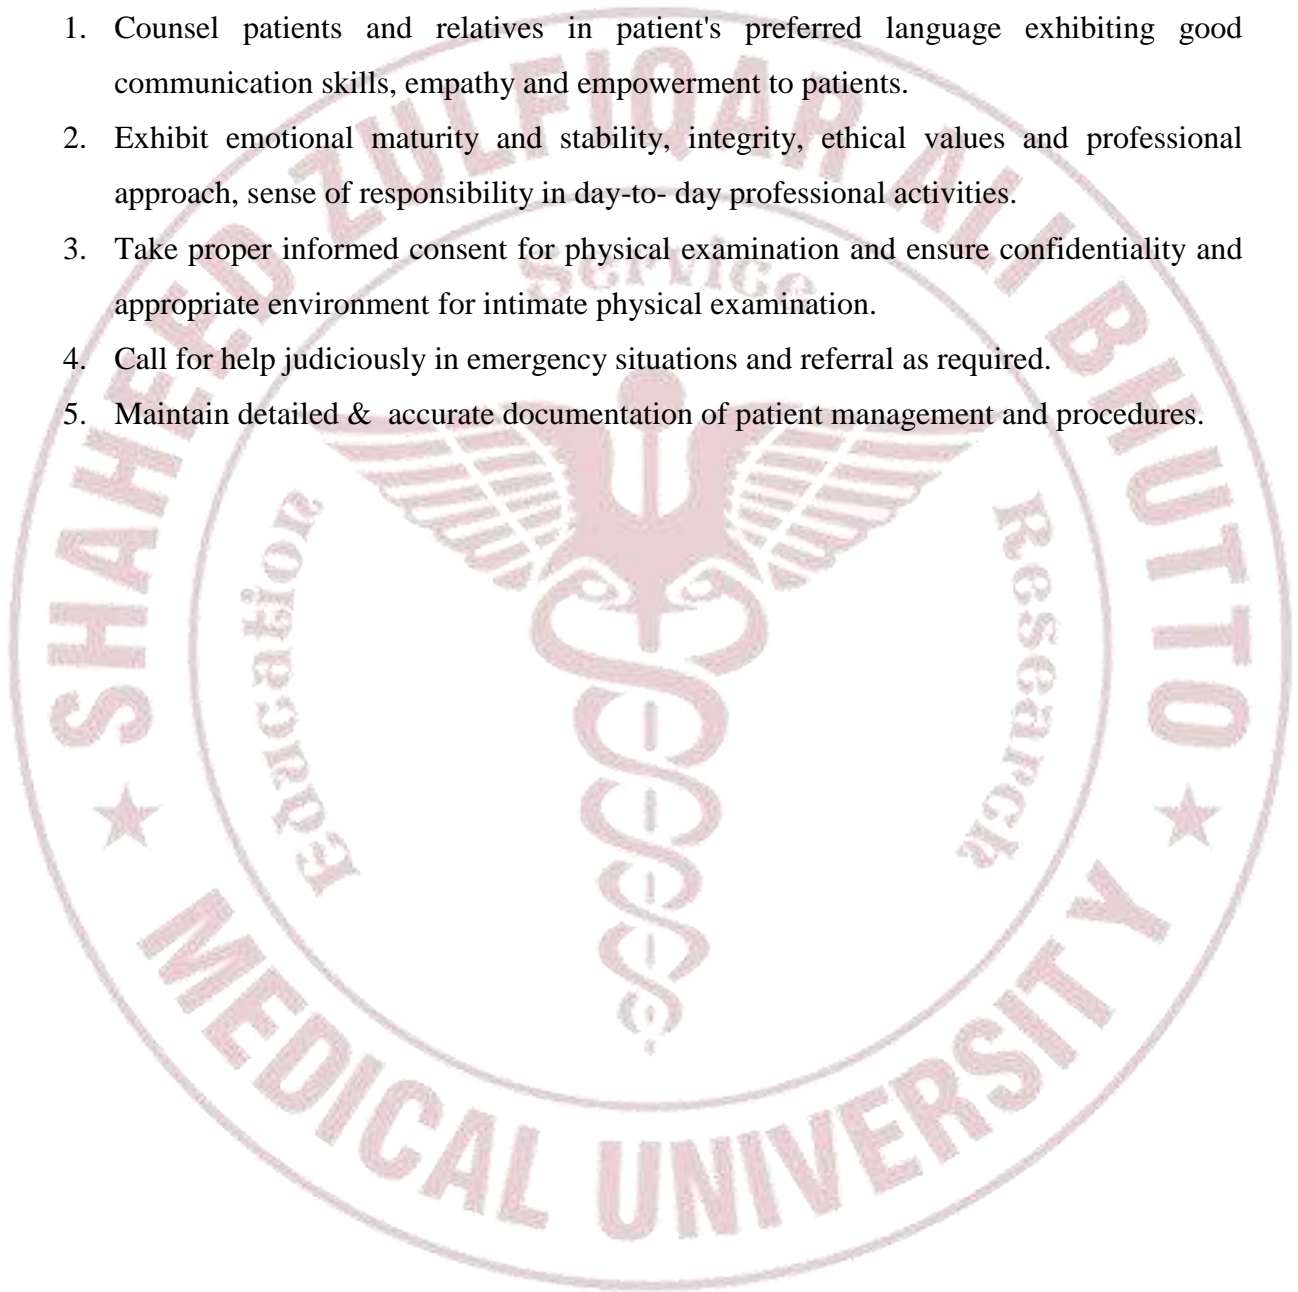 1. Counsel patients and relatives in patient's preferred language exhibiting good
communication skills, empathy and empowerment to patients.
2. Exhibit emotional maturity and stability, integrity, ethical values and professional
approach, sense of responsibility in day-to- day professional activities.
3. Take proper informed consent for physical examination and ensure confidentiality and
appropriate environment for intimate physical examination.
4. Call for help judiciously in emergency situations and referral as required.
5. Maintain detailed &  accurate documentation of patient management and procedures.
SHAHEED ZULFIQAR ALI BHUTTO
Service
Education
Research
MEDICAL UNIVERSITY